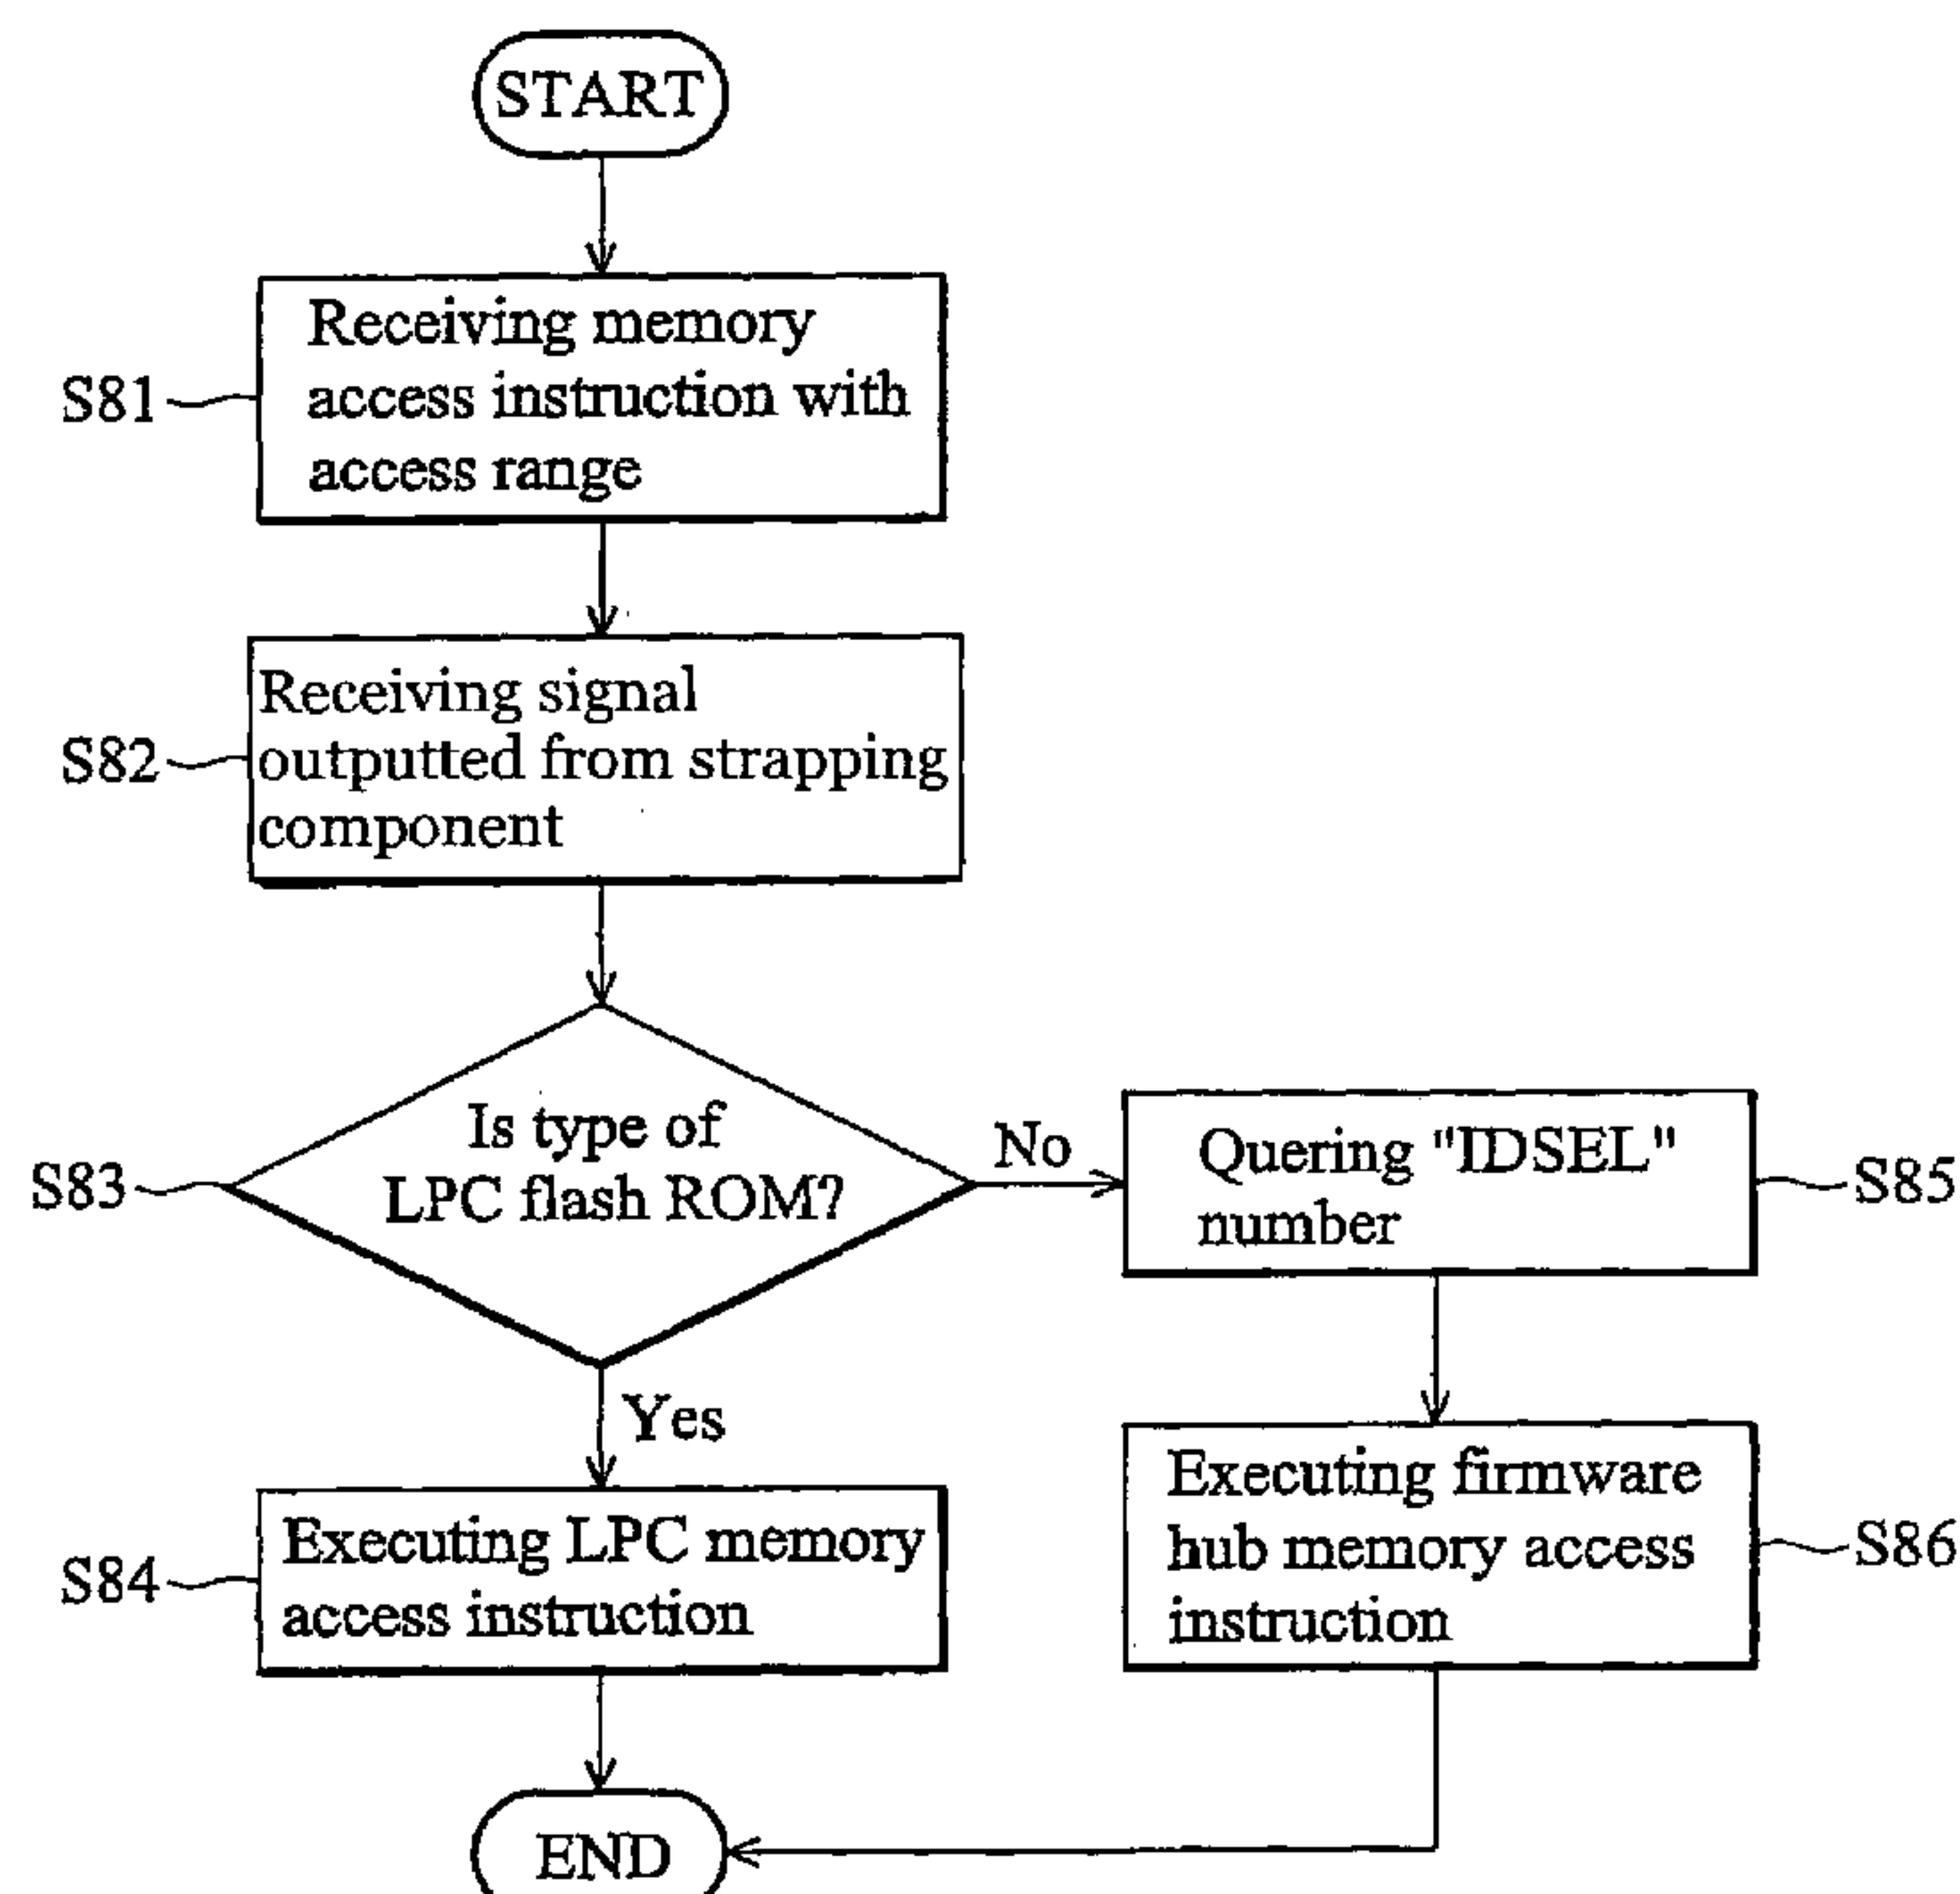 START
S81
Receiving memory
access instruction with
access range
S82
Receiving signal
outputted from strapping
component
S83
Is type of
LPC flash ROM?
No
Yes
Quering "IDSEL"
number
S85
S84
Executing LPC memory
access instruction
Executing firmware
hub memory access
instruction
S86
END